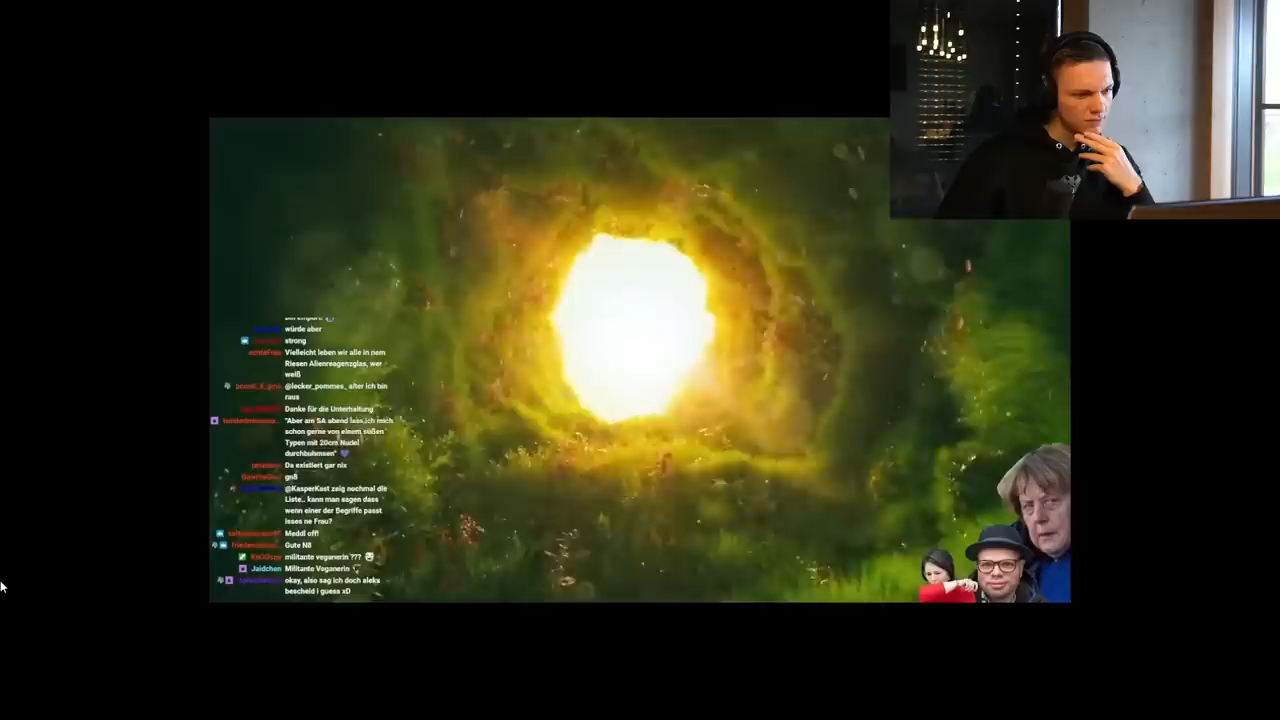 würde aber
strong
echteFrau Vielleicht leben wir alle in nem
Riesen Alienreagenzglas, wer
weiß
@lecker_pommes_ alter ich bin
raus
Danke für die Unterhaltung
"Aber am SA abend lass ich mich
schon gerne von einem süßen
Typen mit 20cm Nudel
durchbuhmsen"
Da existiert gar nix
gn8
@KasperKast zeig nochmal die
Liste.. kann man sagen dass
wenn einer der Begriffe passt
isses ne Frau?
Meddl off!
Gute N8
militante veganerin ???
Jaidchen Militante Veganerin
okay, also sag ich doch aleks
bescheid i guess xD